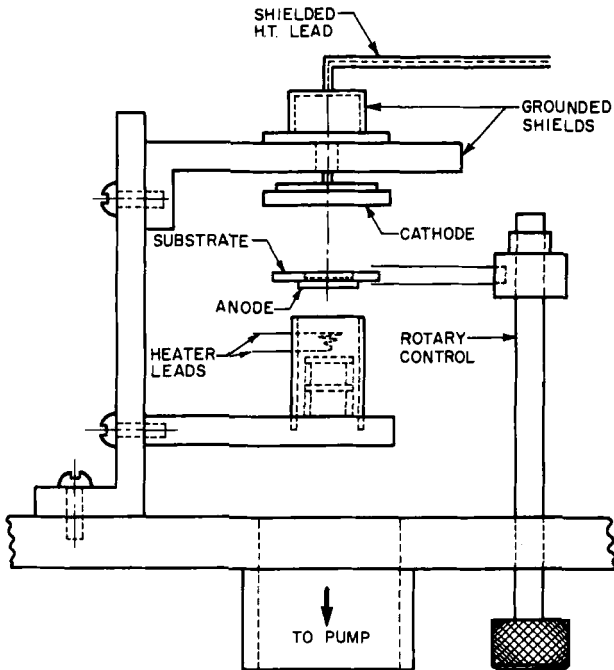 SHIELDED
H.T. LEAD
GROUNDED
SHIELDS
CATHODE
SUBSTRATE
ANODE
HEATER
LEADS
ROTARY
CONTROL
TO PUMP